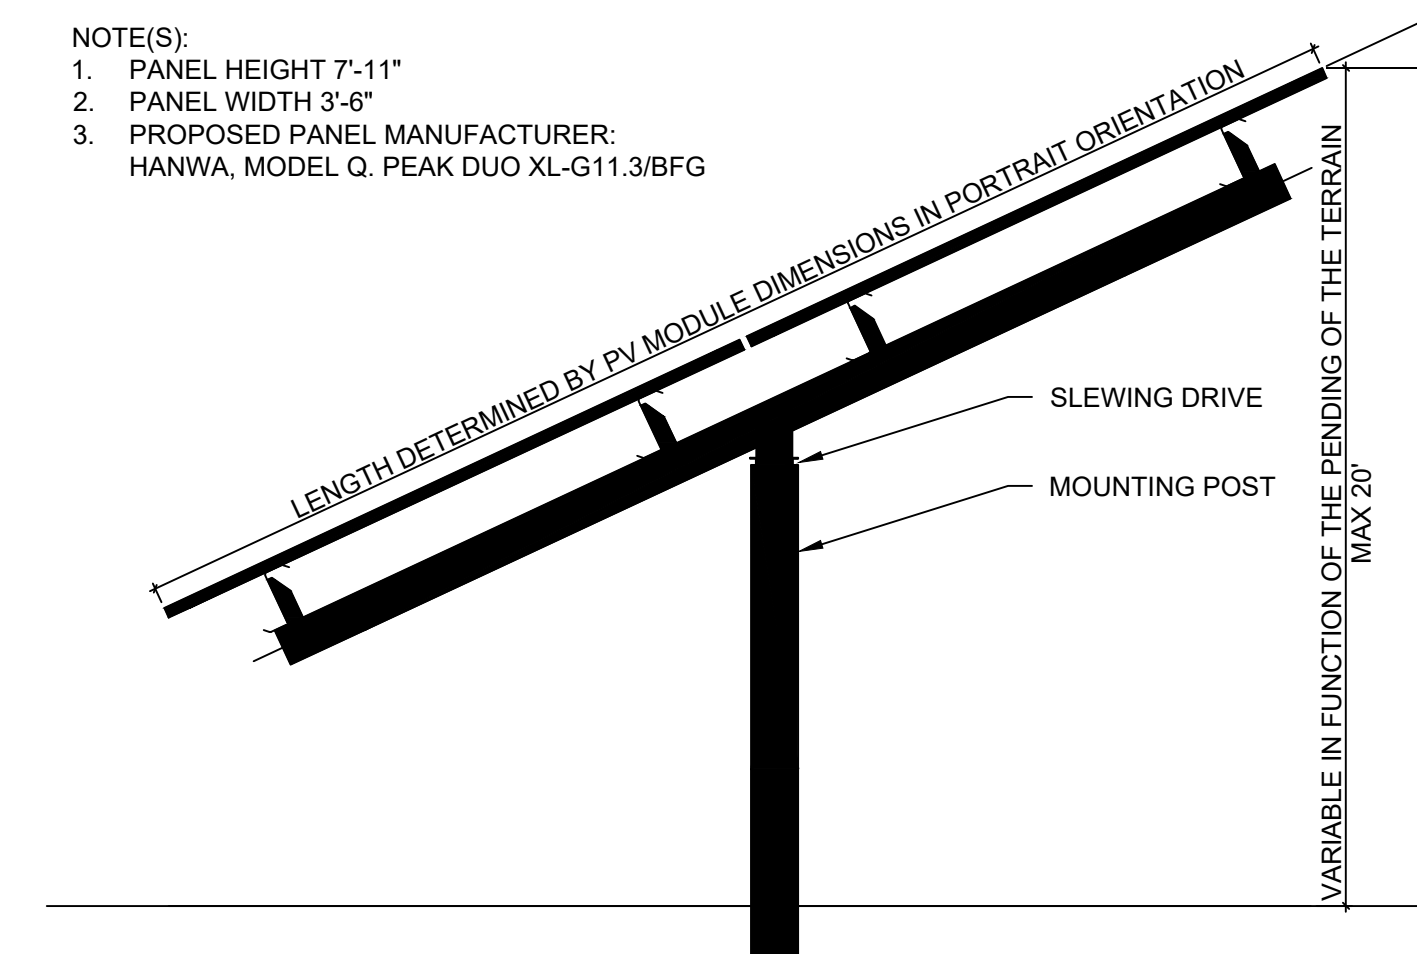 NOTE(S):
1. PANEL HEIGHT 7'-11"
2. PANEL WIDTH 3'-6"
3. PROPOSED PANEL MANUFACTURER:
HANWA, MODEL Q. PEAK DUO XL-G11.3/BFG
LENGTH DETERMINED BY PV MODULE DIMENSIONS IN PORTRAIT ORIENTATION
SLEWING DRIVE
MOUNTING POST
VARIABLE IN FUNCTION OF THE PENDING OF THE TERRAIN
MAX 20'